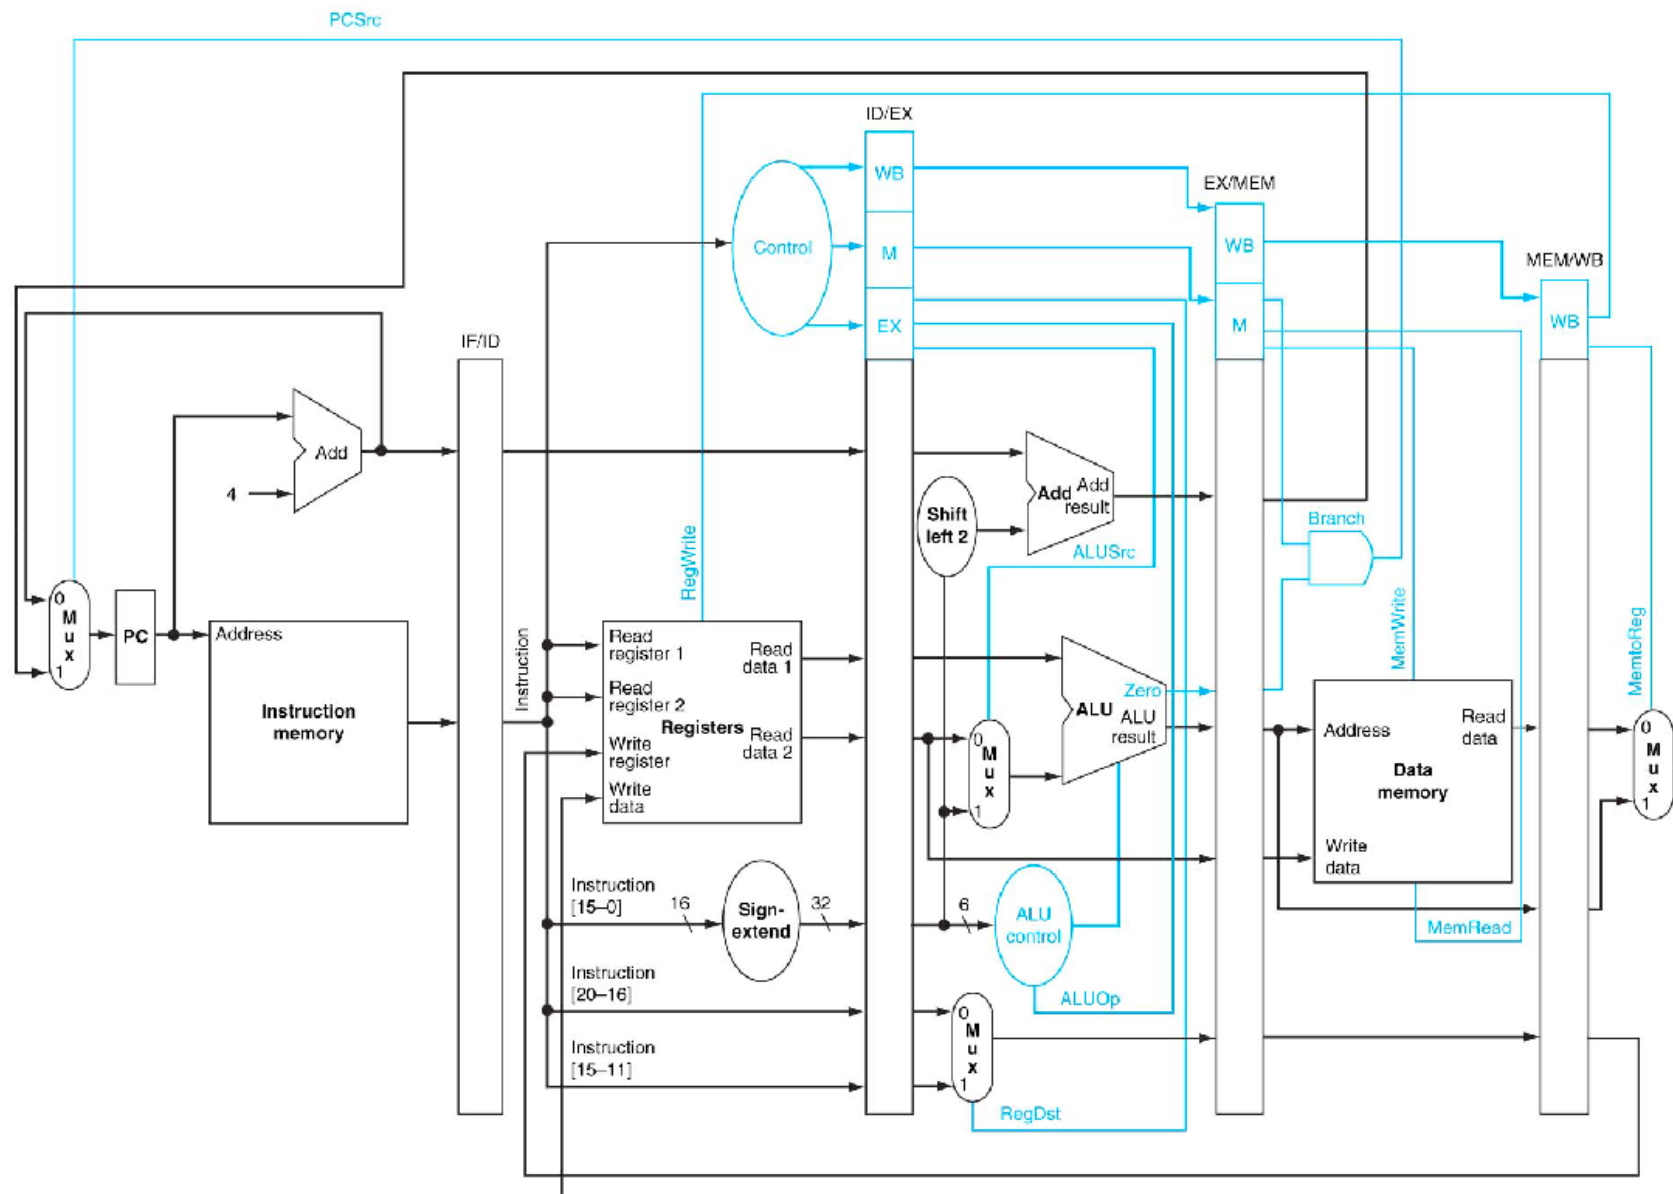 PCSrc
ID/EX
WB
EX/MEM
Control
M
WB
MEM/WB
EX
M
WB
IF/ID
Add
4
Shift
left 2
Add
Add
result
Branch
ALUSrc
RegWrite
MemWrite
MemtoReg
0
M
u
x
1
PC
Address
Instruction
memory
Instruction
Read
register 1
Read
register 2
Write
register
Write
data
Registers
Read
data 1
Read
data 2
0
M
u
x
1
Zero
ALU
ALU
result
Address
Read
data
Data
memory
Write
data
0
M
u
x
1
MemRead
Instruction
[15–0]
16
Sign-
extend
32
6
ALU
control
ALUOp
Instruction
[20–16]
Instruction
[15–11]
0
M
u
x
1
RegDst